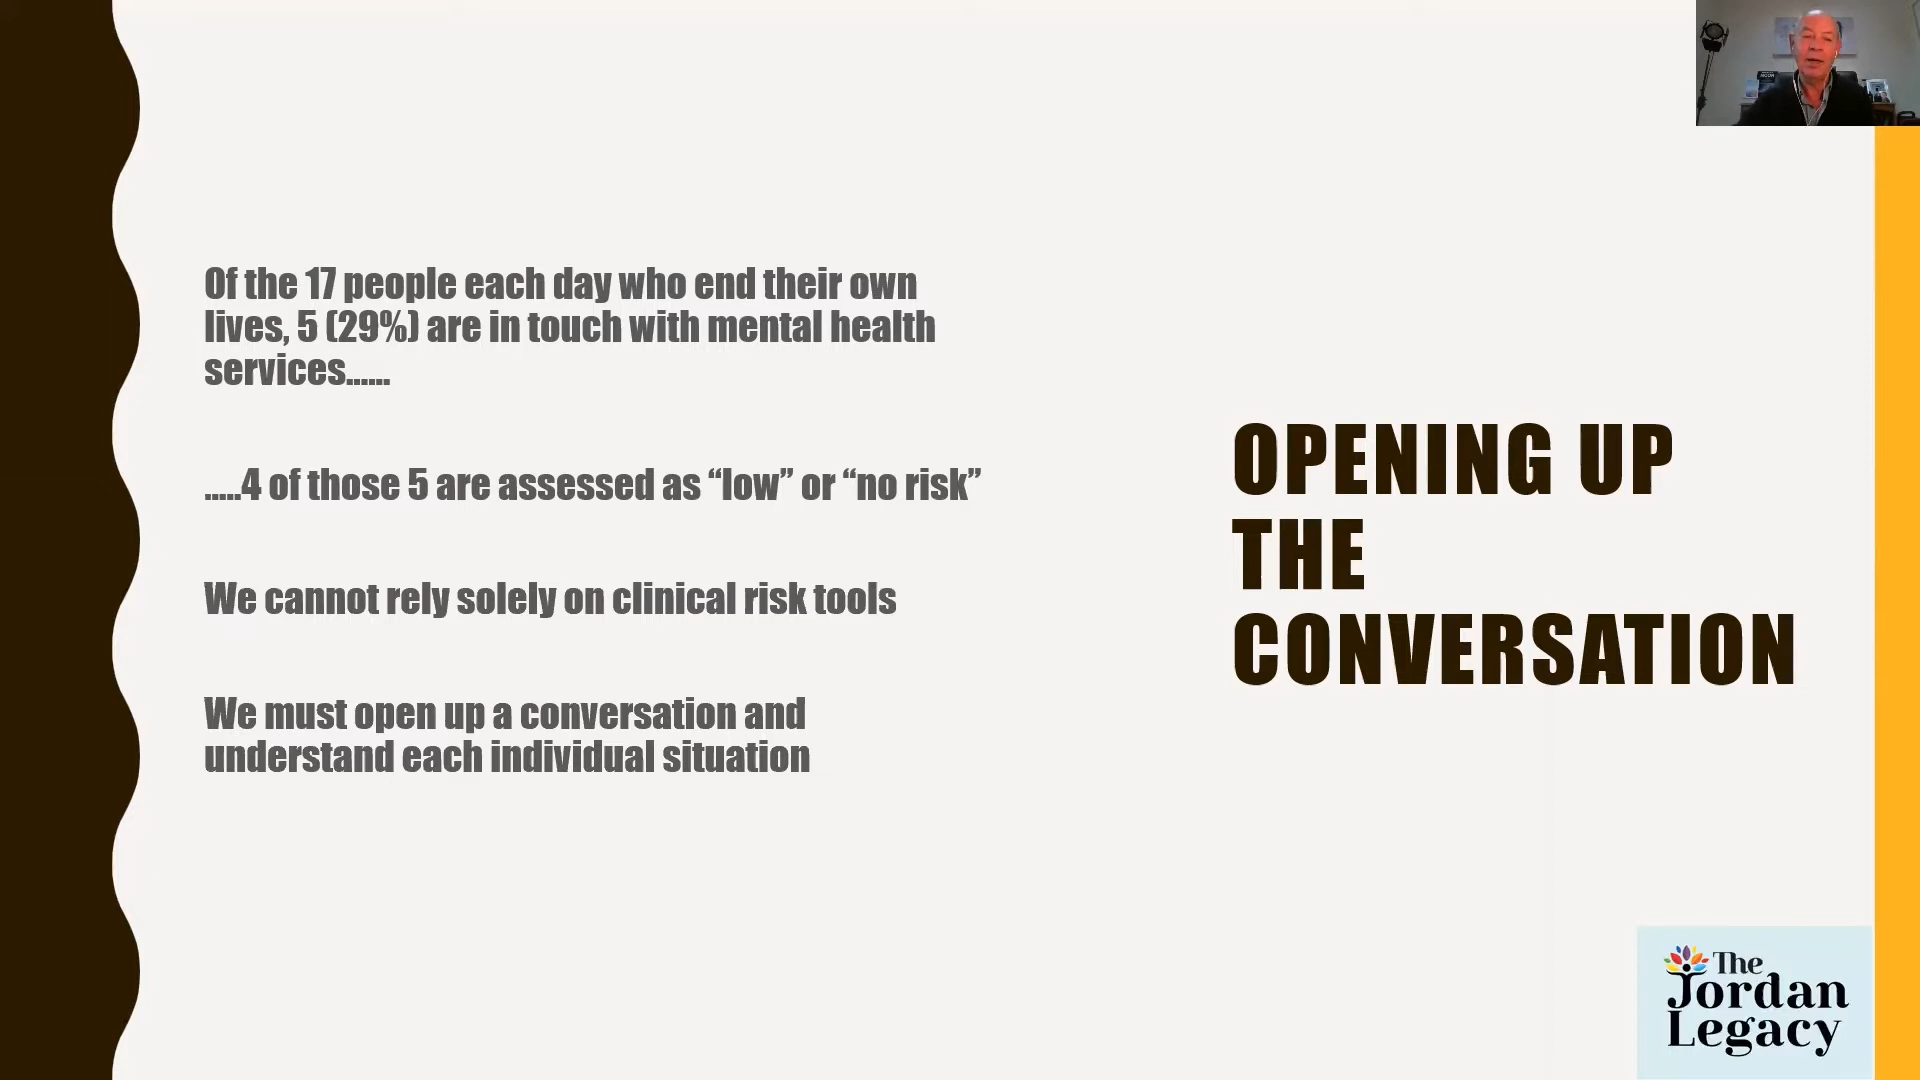 Of the 17 people each day who end their own
lives, 5 (29%) are in touch with mental health
services......
.....4 of those 5 are assessed as “low” or “no risk”
We cannot rely solely on clinical risk tools
We must open up a conversation and
understand each individual situation
OPENING UP
THE
CONVERSATION
The
Jordan
Legacy